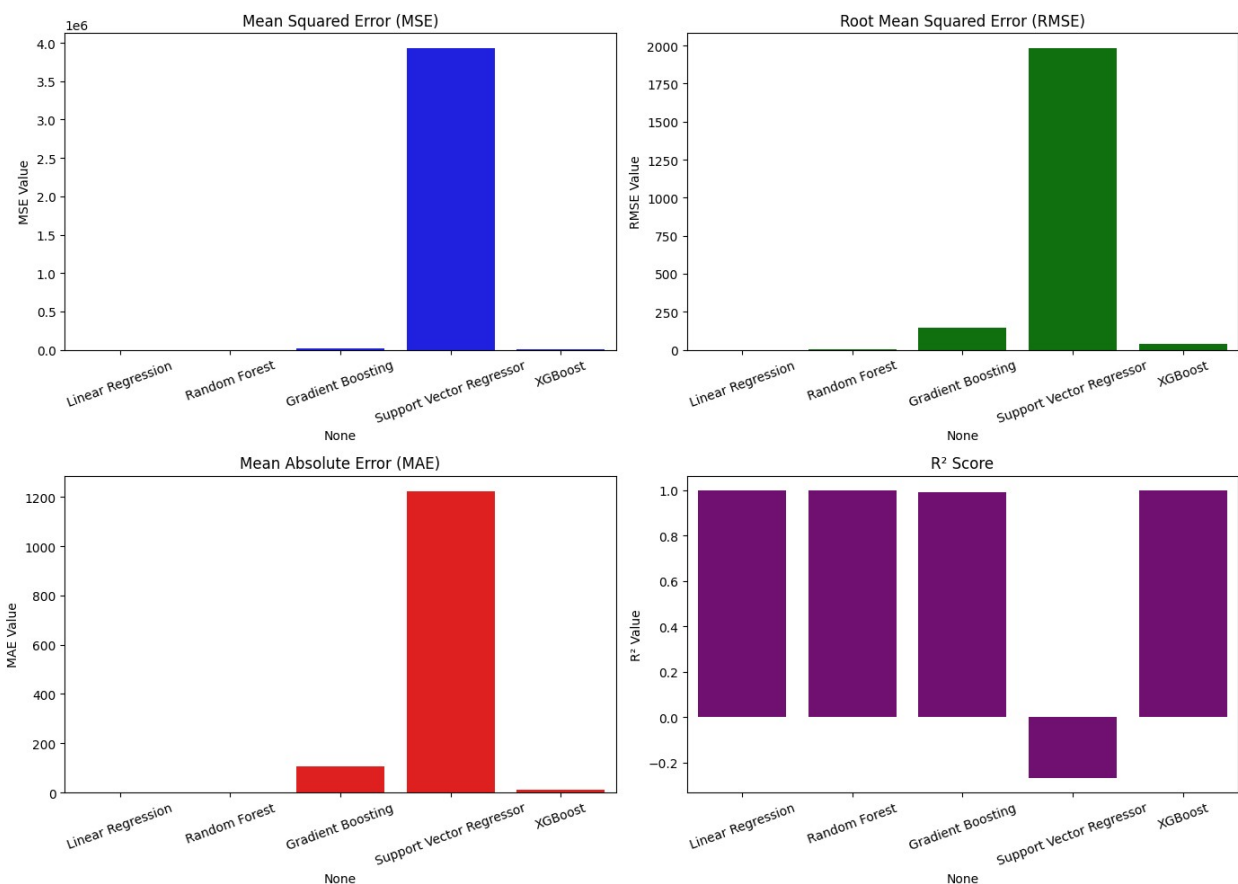 Mean Squared Error (MSE)
1e6
4.0
3.5
3.0
2.5
2.0
1.5
1.0
0.5
0.0
MSE Value
Linear Regression
Random Forest
Gradient Boosting
Support Vector Regressor
XGBoost
None
Root Mean Squared Error (RMSE)
2000
1750
1500
1250
1000
750
500
250
0
RMSE Value
Linear Regression
Random Forest
Gradient Boosting
Support Vector Regressor
XGBoost
None
Mean Absolute Error (MAE)
1200
1000
800
600
400
200
0
MAE Value
Linear Regression
Random Forest
Gradient Boosting
Support Vector Regressor
XGBoost
None
R² Score
1.0
0.8
0.6
0.4
0.2
0.0
−0.2
R² Value
Linear Regression
Random Forest
Gradient Boosting
Support Vector Regressor
XGBoost
None